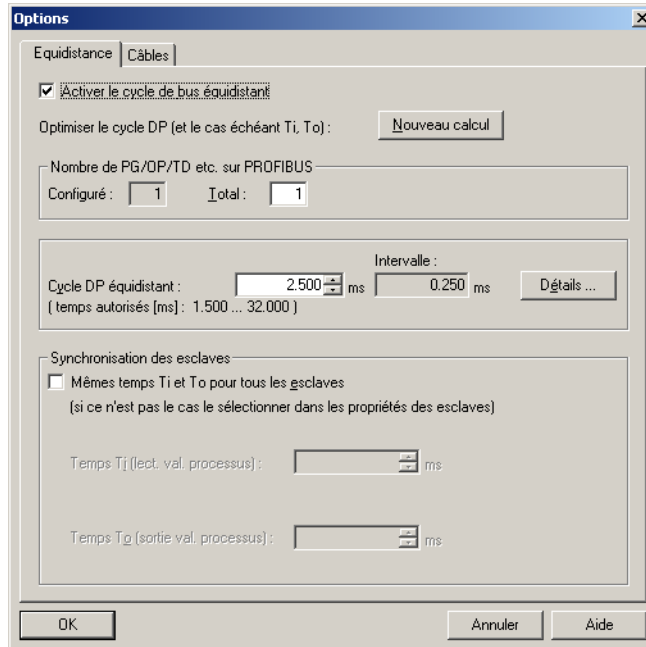 Options
Equidistance Câbles
Activer le cycle de bus équidistant
Optimiser le cycle DP (et le cas échéant Ti, To) : Nouveau calcul
Nombre de PG/OP/TD etc. sur PROFIBUS
Configuré : 1 Total : 1
Intervalle :
Cycle DP équidistant : 2.500 ms 0.250 ms Détails ...
( temps autorisés [ms] : 1.500 ... 32.000 )
Synchronisation des esclaves
Mêmes temps Ti et To pour tous les esclaves
(si ce n'est pas le cas le sélectionner dans les propriétés des esclaves)
Temps Ti (lect. val. processus) : ms
Temps To (sortie val. processus) : ms
OK Annuler Aide